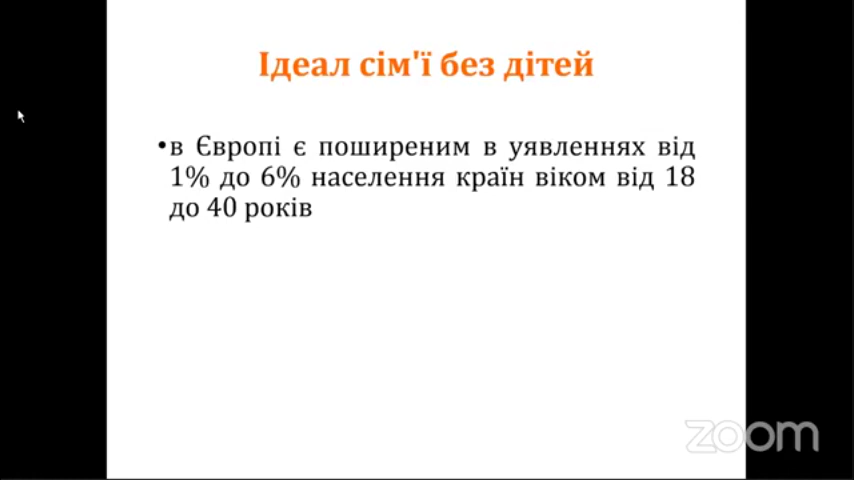 Ідеал сім'ї без дітей
•в Європі є поширеним в уявленнях від
1% до 6% населення країн віком від 18
до 40 років
zoom